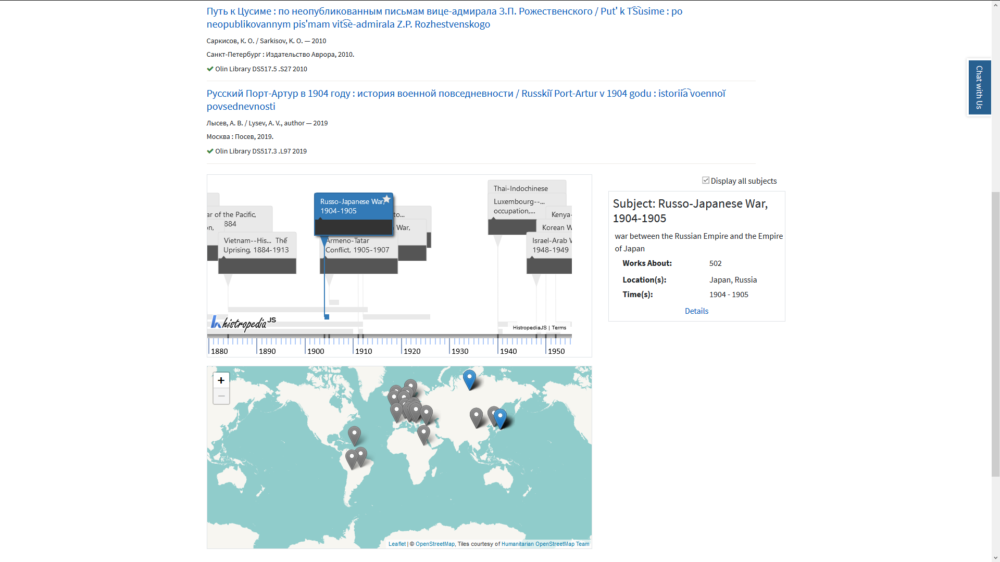 Путь к Цусиме : по неопубликованным письмам вице-адмирала З.П. Рожественского / Putʹ k T͡Susime : po
neopublikovannym pisʹmam vit͡se-admirala Z.P. Rozhestvenskogo
Саркисов, К. О. / Sarkisov, K. O. — 2010
Санкт-Петербург : Издательство Аврора, 2010.
✔ Olin Library DS517.5 .S27 2010
Русский Порт-Артур в 1904 году : история военной повседневности / Russkiĭ Port-Artur v 1904 godu : istorii͡a voennoĭ
povsednevnosti
Лысев, А. В. / Lysev, A. V., author — 2019
Москва : Посев, 2019.
✔ Olin Library DS517.3 .L97 2019
Chat with Us
Display all subjects
Thai-Indochinese
Luxembourg--...
occupation,...
Russo-Japanese War,
1904-1905
to...
ar of the Pacific,
884
on,
War,
Kenya-
Korean W
Vietnam--His... Thế
Uprising, 1884-1913
Armeno-Tatar
Conflict, 1905-1907
Israel-Arab W
1948-1949
histropedia JS
HistropediaJS | Terms
1880 1890 1900 1910 1920 1930 1940 1950
Subject: Russo-Japanese War,
1904-1905
war between the Russian Empire and the Empire
of Japan
Works About: 502
Location(s): Japan, Russia
Time(s): 1904 - 1905
Details
+
−
Leaflet | © OpenStreetMap, Tiles courtesy of Humanitarian OpenStreetMap Team